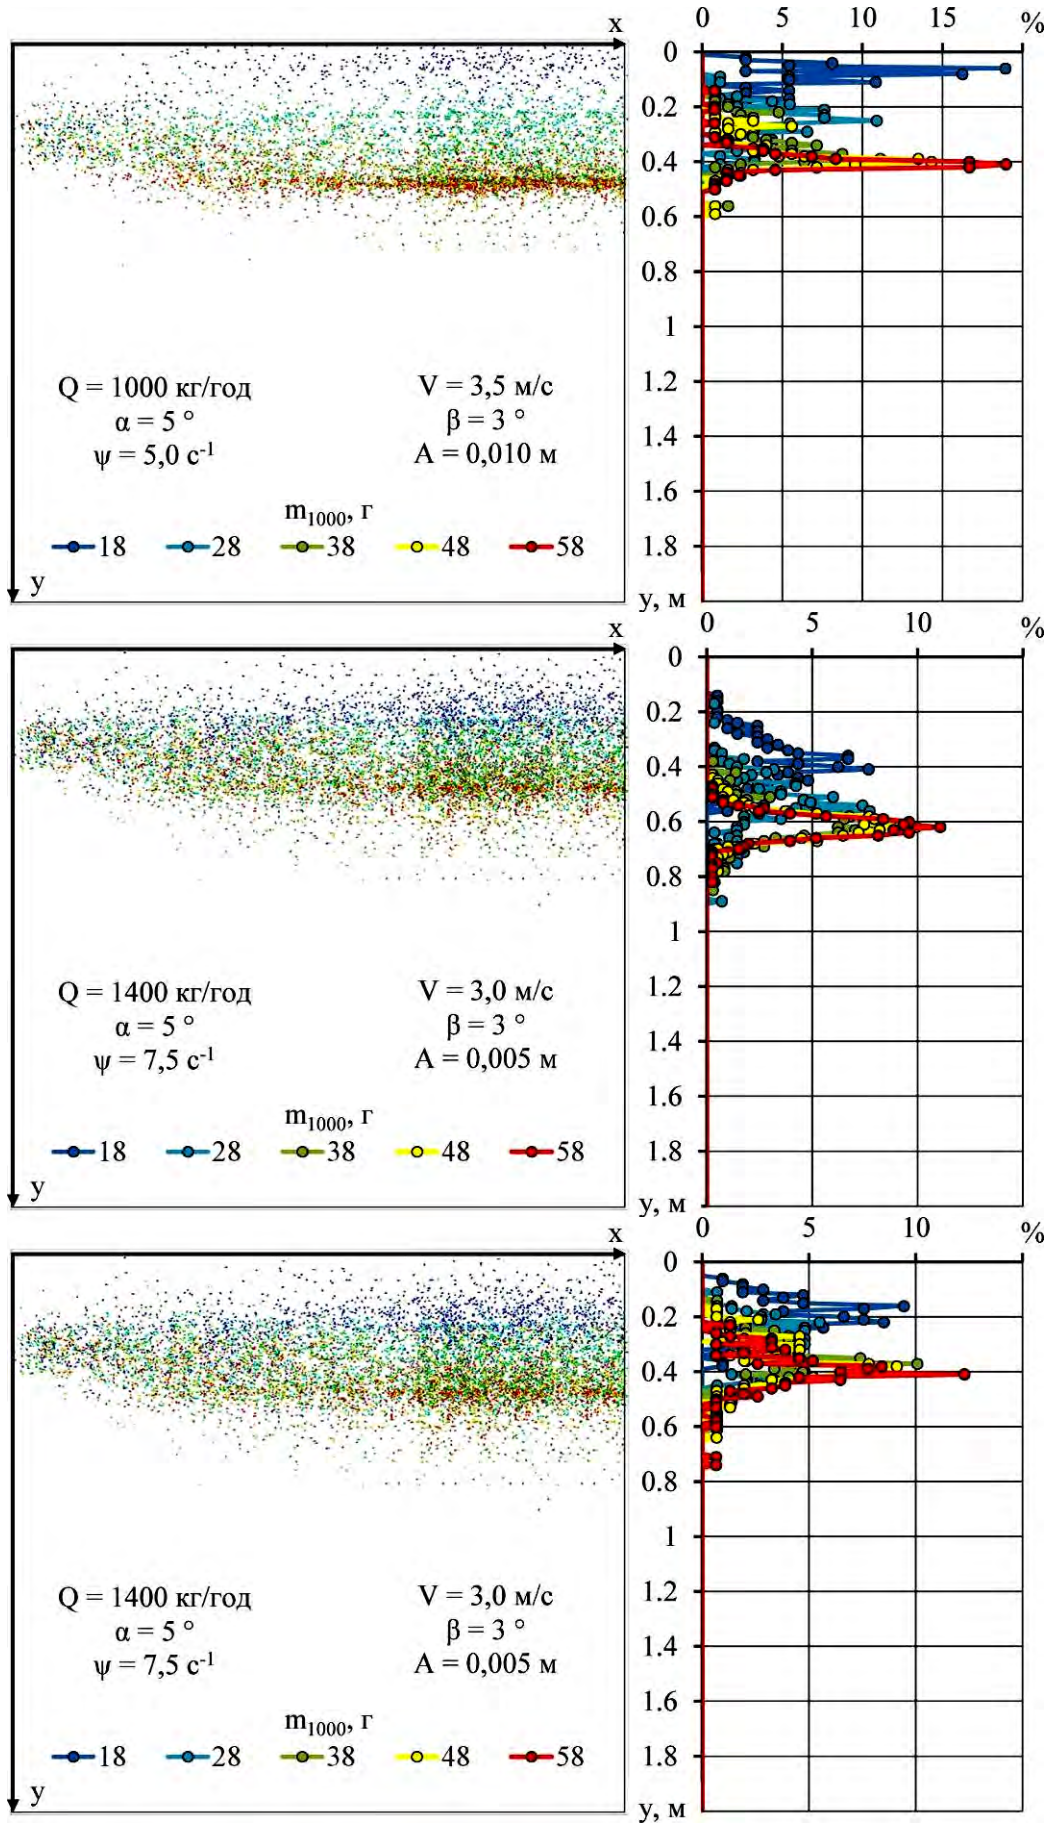 x
0 5 10 15 %
0
0.2
0.4
0.6
0.8
1
1.2
1.4
1.6
1.8
y, м
Q = 1000 кг/год V = 3,5 м/с
α = 5 ° β = 3 °
ψ = 5,0 с⁻¹ A = 0,010 м
m₁₀₀₀, г
18 28 38 48 58
y
x
0 5 10 %
0
0.2
0.4
0.6
0.8
1
1.2
1.4
1.6
1.8
y, м
Q = 1400 кг/год V = 3,0 м/с
α = 5 ° β = 3 °
ψ = 7,5 с⁻¹ A = 0,005 м
m₁₀₀₀, г
18 28 38 48 58
y
x
0 5 10 %
0
0.2
0.4
0.6
0.8
1
1.2
1.4
1.6
1.8
y, м
Q = 1400 кг/год V = 3,0 м/с
α = 5 ° β = 3 °
ψ = 7,5 с⁻¹ A = 0,005 м
m₁₀₀₀, г
18 28 38 48 58
y